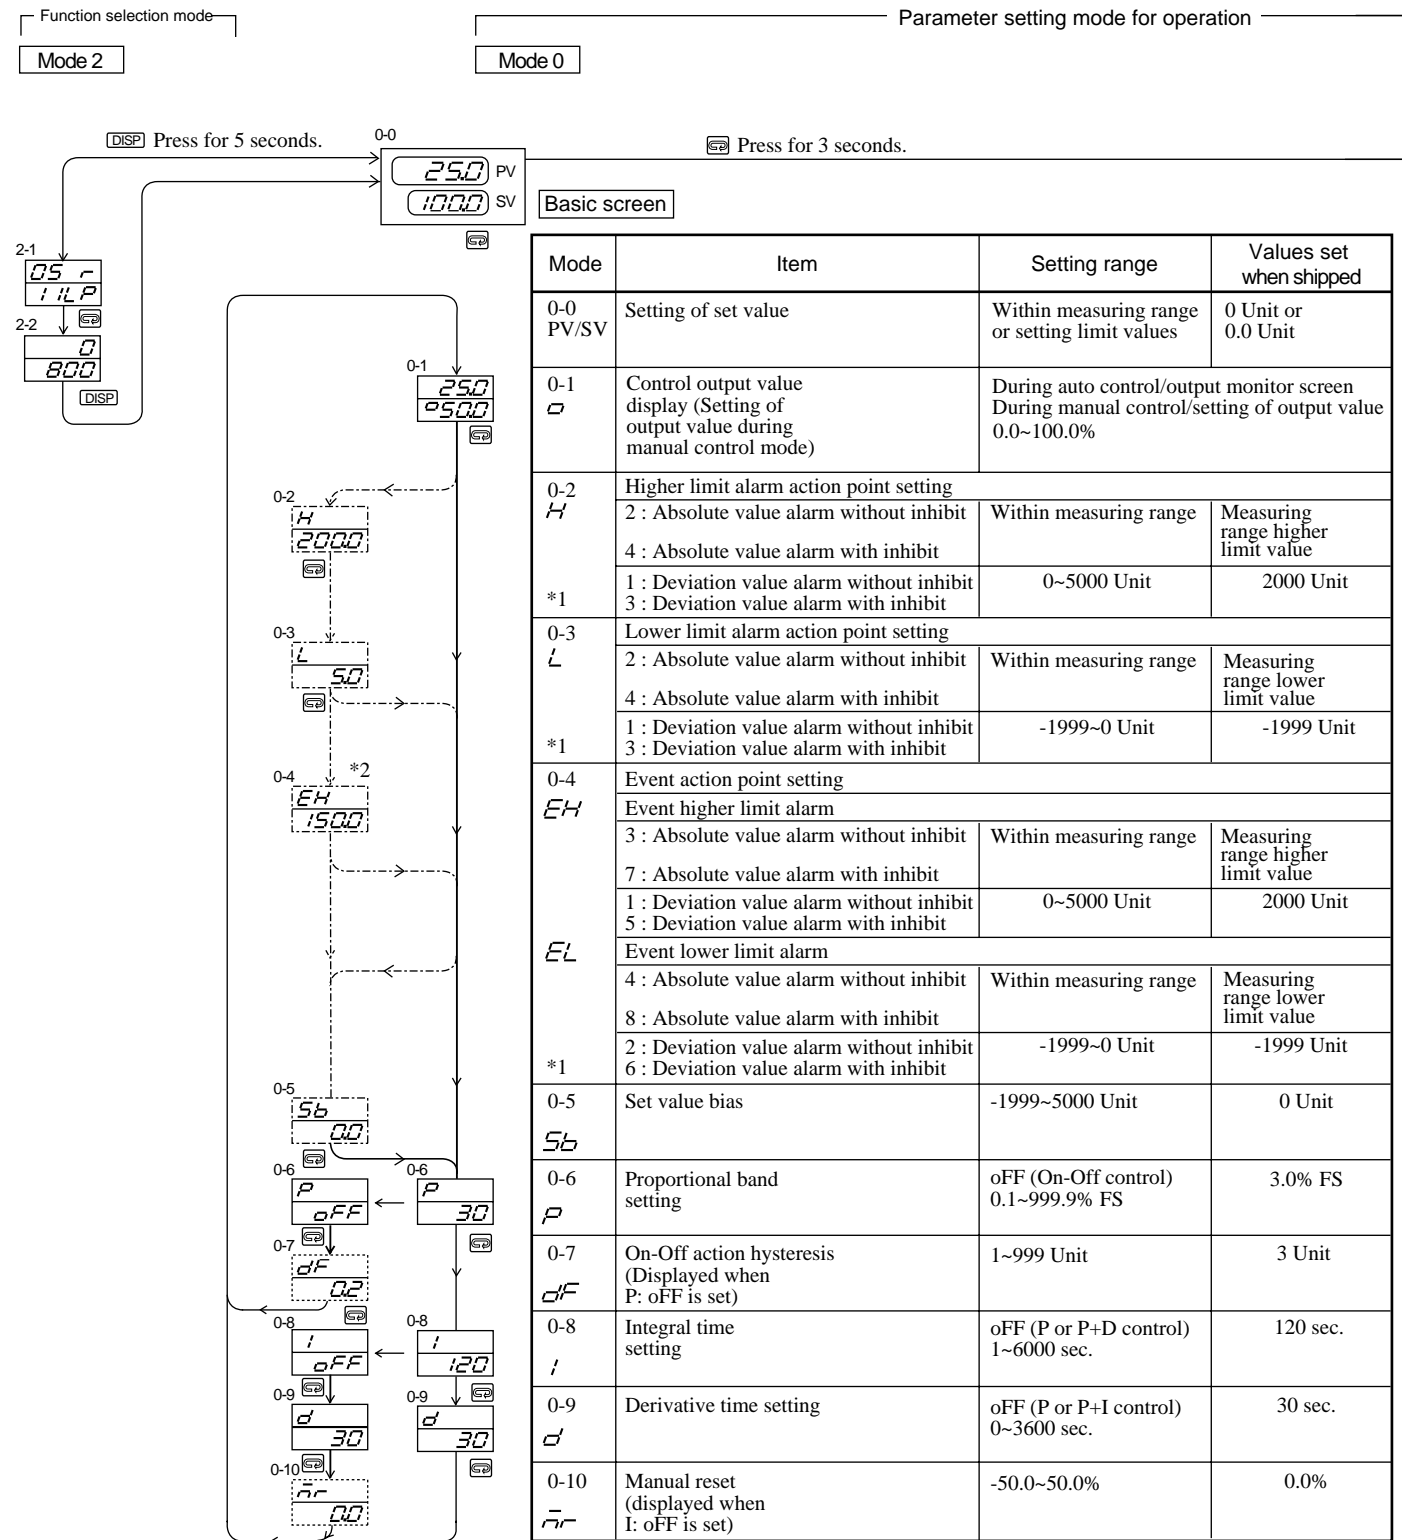 Function selection mode
Parameter setting mode for operation
Mode 2
Mode 0
DISP Press for 5 seconds.
0-0
Press for 3 seconds.
25.0 PV
100.0 SV
Basic screen
2-1
05 r
11LP
2-2
0
800
DISP
0-1
25.0
o50.0
0-2
H
200.0
0-3
L
5.0
0-4
*2
EH
150.0
0-5
Sb
0.0
0-6
P
oFF
0-6
P
3.0
0-7
dF
0.2
0-8
I
oFF
0-8
I
120
0-9
d
30
0-9
d
30
0-10
mr
0.0
Mode Item Setting range Values set
when shipped
0-0 Setting of set value Within measuring range 0 Unit or
PV/SV or setting limit values 0.0 Unit
0-1 Control output value During auto control/output monitor screen
o display (Setting of During manual control/setting of output value
output value during 0.0~100.0%
manual control mode)
0-2 Higher limit alarm action point setting
H 2 : Absolute value alarm without inhibit Within measuring range Measuring
range higher
4 : Absolute value alarm with inhibit limit value
1 : Deviation value alarm without inhibit 0~5000 Unit 2000 Unit
*1 3 : Deviation value alarm with inhibit
0-3 Lower limit alarm action point setting
L 2 : Absolute value alarm without inhibit Within measuring range Measuring
range lower
4 : Absolute value alarm with inhibit limit value
1 : Deviation value alarm without inhibit -1999~0 Unit -1999 Unit
*1 3 : Deviation value alarm with inhibit
0-4 Event action point setting
EH Event higher limit alarm
3 : Absolute value alarm without inhibit Within measuring range Measuring
range higher
7 : Absolute value alarm with inhibit limit value
1 : Deviation value alarm without inhibit 0~5000 Unit 2000 Unit
5 : Deviation value alarm with inhibit
EL Event lower limit alarm
4 : Absolute value alarm without inhibit Within measuring range Measuring
range lower
8 : Absolute value alarm with inhibit limit value
2 : Deviation value alarm without inhibit -1999~0 Unit -1999 Unit
*1 6 : Deviation value alarm with inhibit
0-5 Set value bias -1999~5000 Unit 0 Unit
Sb
0-6 Proportional band oFF (On-Off control) 3.0% FS
setting 0.1~999.9% FS
P
0-7 On-Off action hysteresis 1~999 Unit 3 Unit
(Displayed when
dF P: oFF is set)
0-8 Integral time oFF (P or P+D control) 120 sec.
setting 1~6000 sec.
I
0-9 Derivative time setting oFF (P or P+I control) 30 sec.
d 0~3600 sec.
0-10 Manual reset -50.0~50.0% 0.0%
(displayed when
mr I: oFF is set)